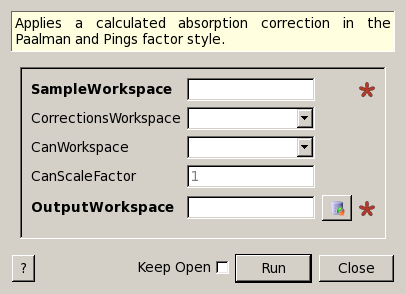 Applies a calculated absorption correction in the
Paalman and Pings factor style.
SampleWorkspace *
CorrectionsWorkspace
CanWorkspace
CanScaleFactor 1
OutputWorkspace *
? Keep Open Run Close